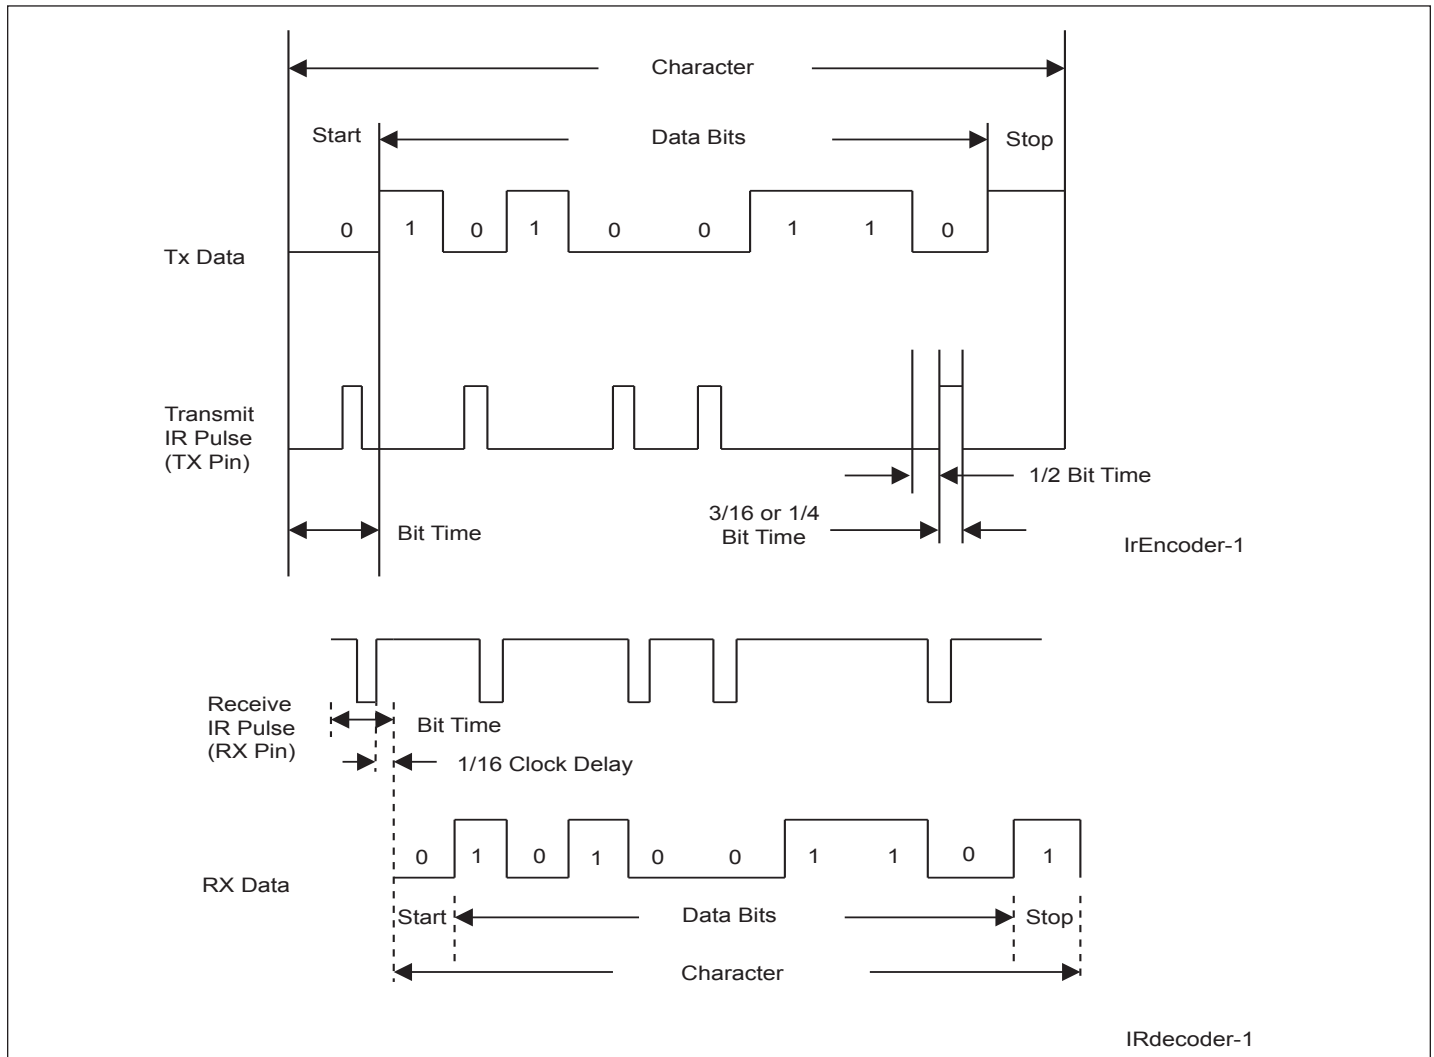 Character
Start Data Bits Stop
0 1 0 1 0 0 1 1 0
Tx Data
Transmit
IR Pulse
(TX Pin)
1/2 Bit Time
3/16 or 1/4
Bit Time
Bit Time
IrEncoder-1
Receive
IR Pulse
(RX Pin)
Bit Time
1/16 Clock Delay
0 1 0 1 0 0 1 1 0 1
RX Data
Start Data Bits Stop
Character
IRdecoder-1